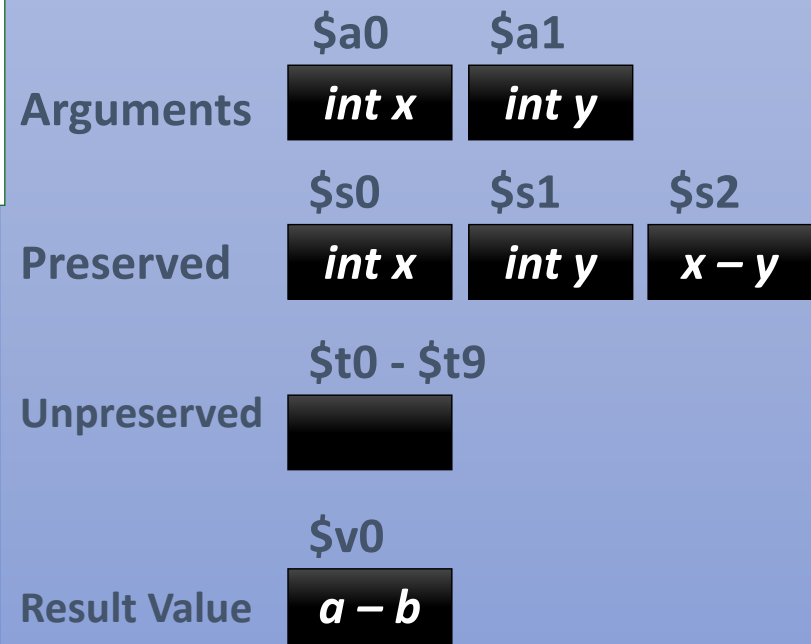 $a0 $a1
Arguments int x int y
$s0 $s1 $s2
Preserved int x int y x – y
$t0 - $t9
Unpreserved
$v0
Result Value a – b